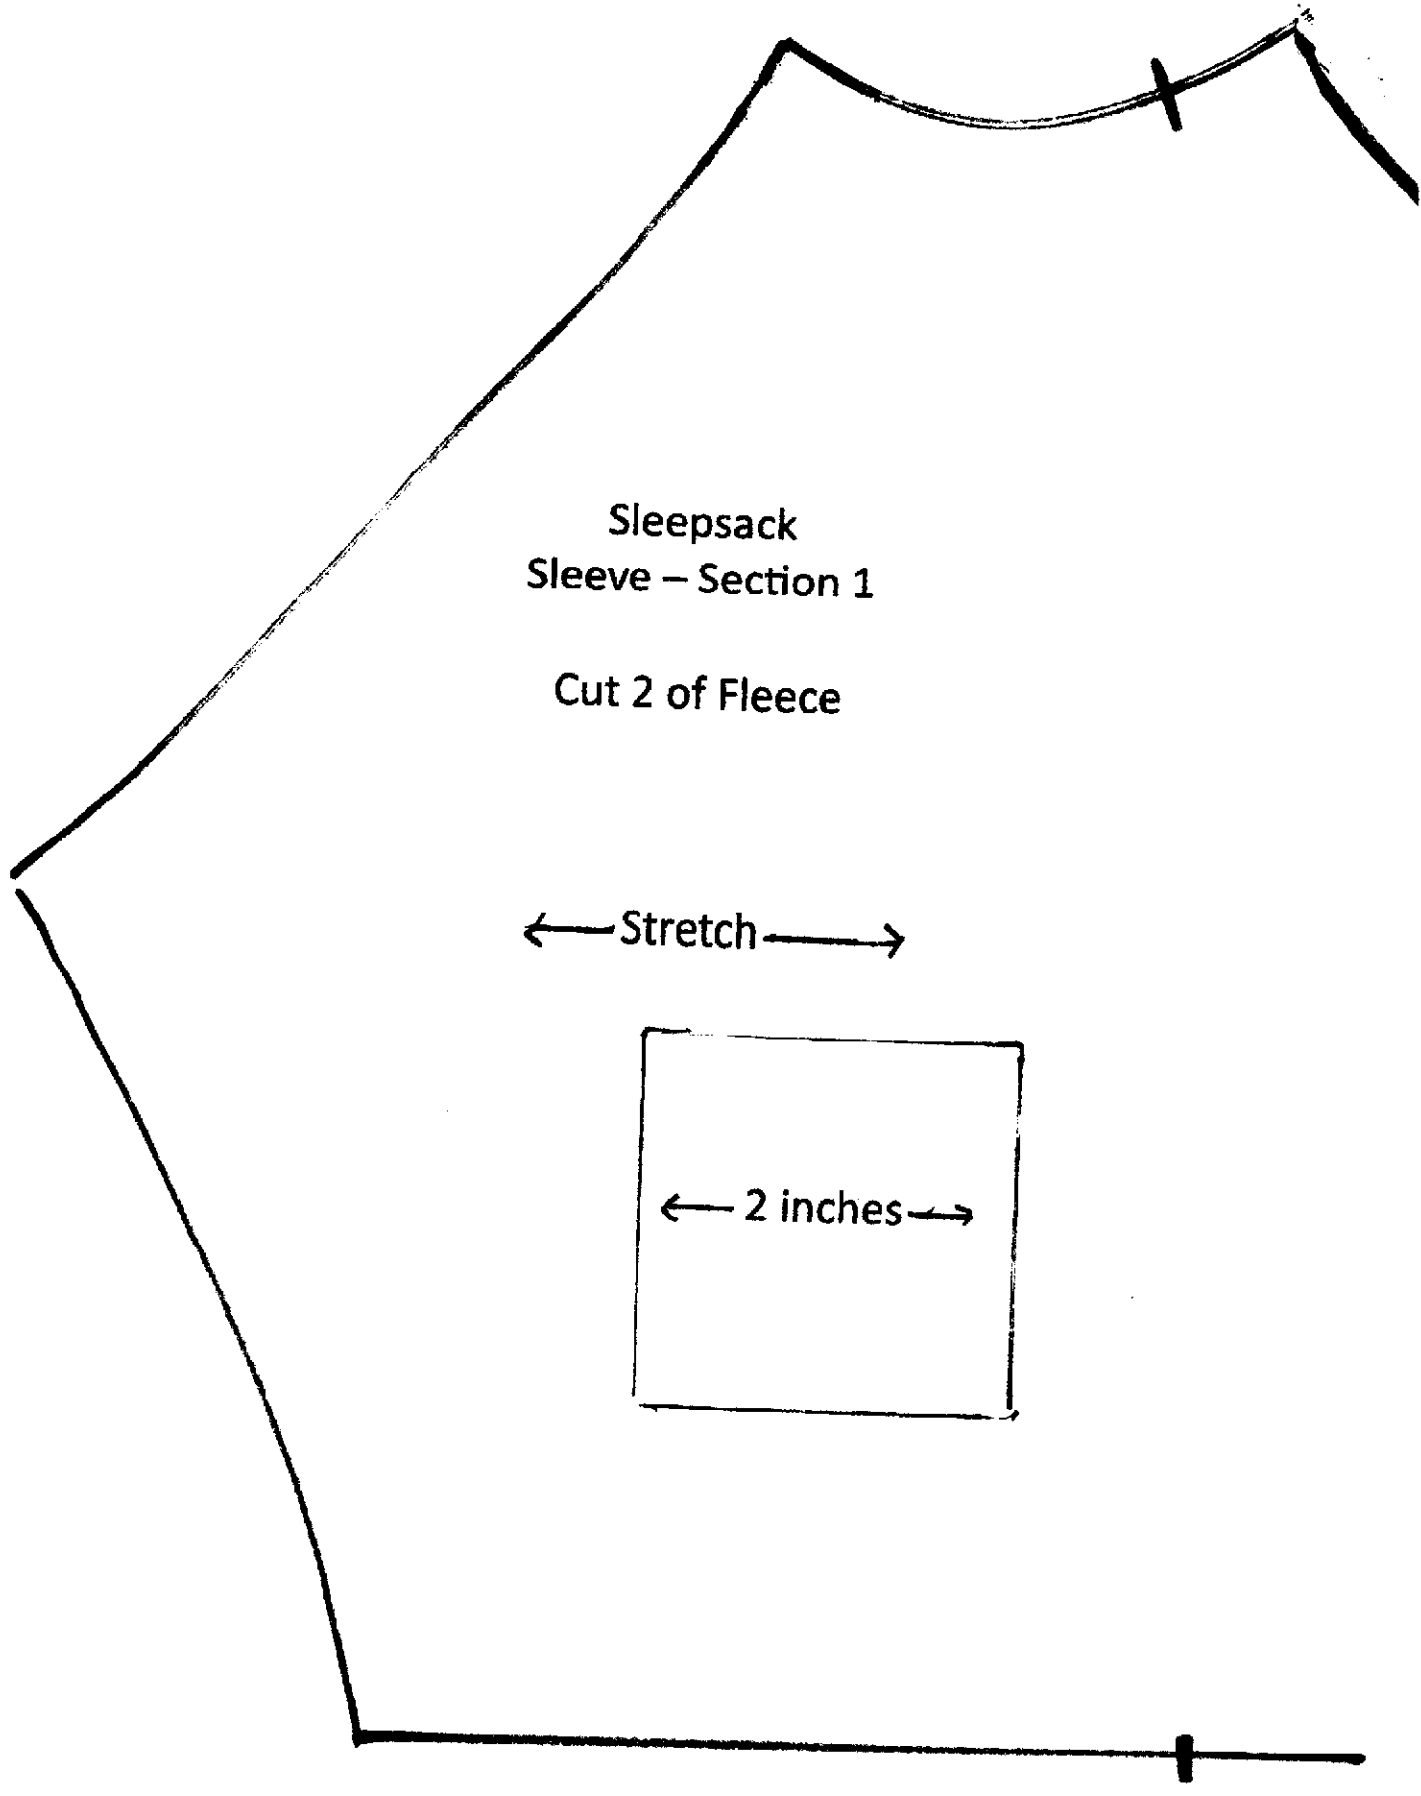 Sleepsack
Sleeve – Section 1
Cut 2 of Fleece
Stretch
2 inches